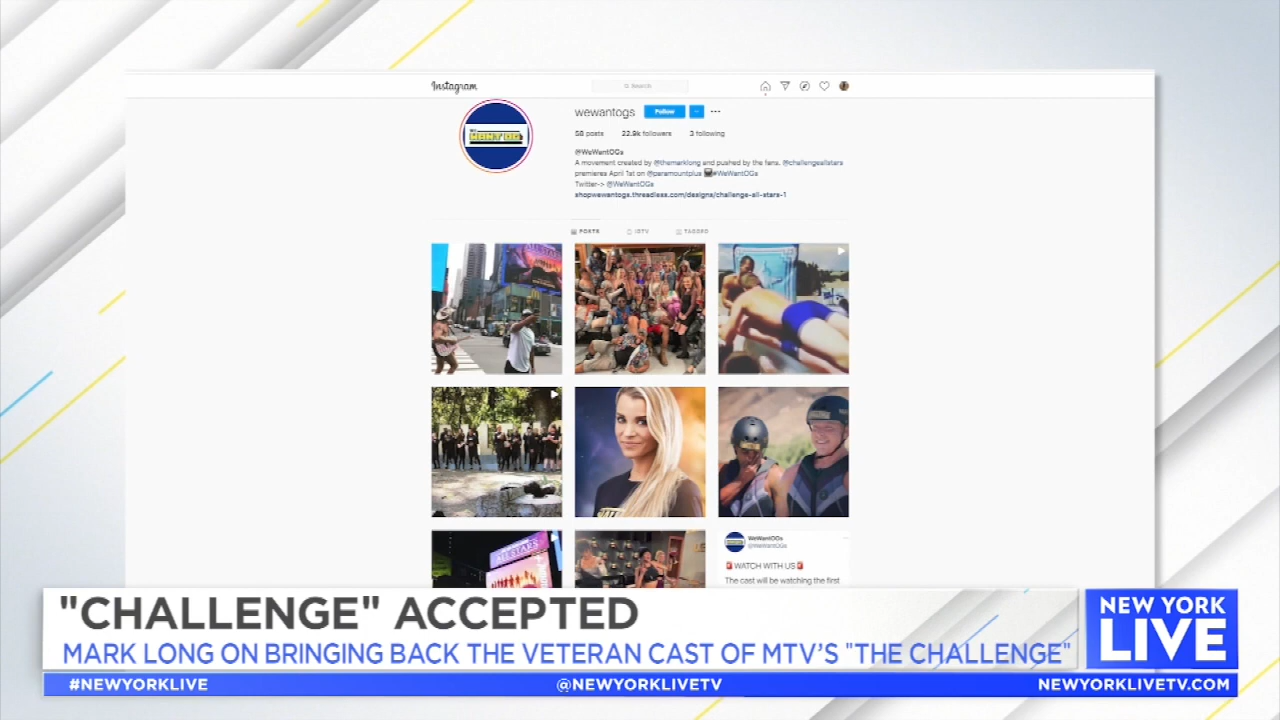 Instagram
Search
wewantogs Follow
58 posts 22.9k followers 3 following
@WeWantOGs
A movement created by @themarklong and pushed by the fans. @challengeallstars
premieres April 1st on @paramountplus #WeWantOGs
Twitter-> @WeWantOGs
shopwewantogs.threadless.com/designs/challenge-all-stars-1
POSTS IGTV TAGGED
ALL STARS
WeWantOGs
@WeWantOGs
WATCH WITH US
The cast will be watching the first
"CHALLENGE" ACCEPTED
MARK LONG ON BRINGING BACK THE VETERAN CAST OF MTV'S "THE CHALLENGE"
NEW YORK
LIVE
#NEWYORKLIVE @NEWYORKLIVETV NEWYORKLIVETV.COM